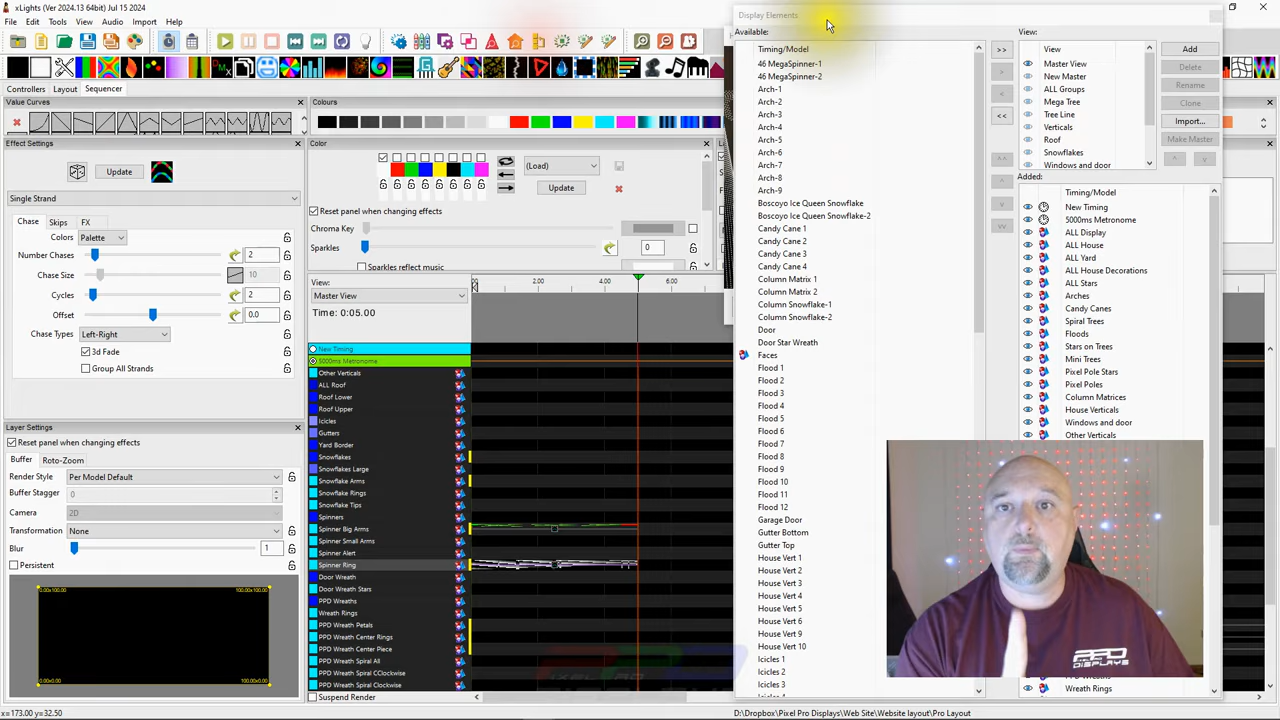 xLights (Ver 2024.13 64bit) Jul 15 2024
File Edit View Audio Import Tools Help
Controllers Layout Sequencer
Value Curves
Colours
Effect Settings
Update
Single Strand
Chase Skips FX
Colors Palette
Number Chases 2
Chase Size 10
Cycles 2
Offset 0.0
Chase Types Left-Right
3d Fade
Group All Strands
Color
(Load)
Update
Reset panel when changing effects
Chroma Key
Sparkles 0
Sparkles reflect music
View:
Master View
Time: 0:05.00
2.00 4.00 6.00
New Timing
5000ms Metronome
Other Verticals
ALL Roof
Roof Lower
Roof Upper
Icicles
Gutters
Yard Border
Snowflakes
Snowflakes Large
Snowflake Arms
Snowflake Rings
Snowflake Tips
Spinners
Spinner Big Arms
Spinner Small Arms
Spinner Alert
Spinner Ring
Door Wreath
Door Wreath Stars
PPD Wreaths
Wreath Rings
PPD Wreath Petals
PPD Wreath Center Rings
PPD Wreath Center Piece
PPD Wreath Spiral All
PPD Wreath Spiral CClockwise
PPD Wreath Spiral Clockwise
Suspend Render
Layer Settings
Reset panel when changing effects
Buffer Roto-Zoom
Render Style Per Model Default
Buffer Stagger 0
Camera 2D
Transformation None
Blur 1
Persistent
x=173.00 y=32.50
Display Elements
Available:
Timing/Model
46 MegaSpinner-1
46 MegaSpinner-2
Arch-1
Arch-2
Arch-3
Arch-4
Arch-5
Arch-6
Arch-7
Arch-8
Arch-9
Boscoyo Ice Queen Snowflake
Boscoyo Ice Queen Snowflake-2
Candy Cane 1
Candy Cane 2
Candy Cane 3
Candy Cane 4
Column Matrix 1
Column Matrix 2
Column Snowflake-1
Column Snowflake-2
Door
Door Star Wreath
Faces
Flood 1
Flood 2
Flood 3
Flood 4
Flood 5
Flood 6
Flood 7
Flood 8
Flood 9
Flood 10
Flood 11
Flood 12
Garage Door
Gutter Bottom
Gutter Top
House Vert 1
House Vert 2
House Vert 3
House Vert 4
House Vert 5
House Vert 6
House Vert 9
House Vert 10
Icicles 1
Icicles 2
Icicles 3
>>
>
<
<<
View:
View
Master View
New Master
ALL Groups
Mega Tree
Tree Line
Verticals
Roof
Snowflakes
Windows and door
Add
Delete
Rename
Clone
Import...
Make Master
Added:
Timing/Model
New Timing
5000ms Metronome
ALL Display
ALL House
ALL Yard
ALL House Decorations
ALL Stars
Arches
Candy Canes
Spiral Trees
Floods
Stars on Trees
Mini Trees
Pixel Pole Stars
Pixel Poles
Column Matrices
House Verticals
Windows and door
Other Verticals
Wreath Rings
PPD
DISPLAYS
D:\Dropbox\Pixel Pro Displays\Web Site\Website layout\Pro Layout